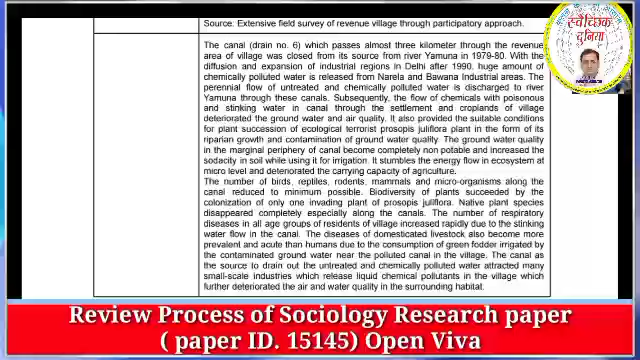 Source: Extensive field survey of revenue village through participatory approach.
The canal (drain no. 6) which passes almost three kilometer through the revenue
area of village was closed from its source from river Yamuna in 1979-80. With the
diffusion and expansion of industrial regions in Delhi after 1990, huge amount of
chemically polluted water is released from Narela and Bawana Industrial areas. The
perennial flow of untreated and chemically polluted water is discharged to river
Yamuna through these canals. Subsequently, the flow of chemicals with poisonous
and stinking water in canal through the settlement and croplands of village
deteriorated the ground water and air quality. It also provided the suitable conditions
for plant succession of ecological terrorist prosopis juliflora plant in the form of its
riparian growth and contamination of ground water quality. The ground water quality
in the marginal periphery of canal become completely non potable and increased the
sodacity in soil while using it for irrigation. It stumbles the energy flow in ecosystem at
micro level and deteriorated the carrying capacity of agriculture.
The number of birds, reptiles, rodents, mammals and micro-organisms along the
canal reduced to minimum possible. Biodiversity of plants succeeded by the
colonization of only one invading plant of prosopis juliflora. Native plant species
disappeared completely especially along the canals. The number of respiratory
diseases in all age groups of residents of village increased rapidly due to the stinking
water flow in the canal. The diseases of domesticated livestock also become more
prevalent and acute than humans due to the consumption of green fodder irrigated by
the contaminated ground water near the polluted canal in the village. The canal as
the source to drain out the untreated and chemically polluted water attracted many
small-scale industries which release liquid chemical pollutants in the village which
further deteriorated the air and water quality in the surrounding habitat.
स्वैच्छिक
दुनिया
Review Process of Sociology Research paper
( paper ID. 15145) Open Viva